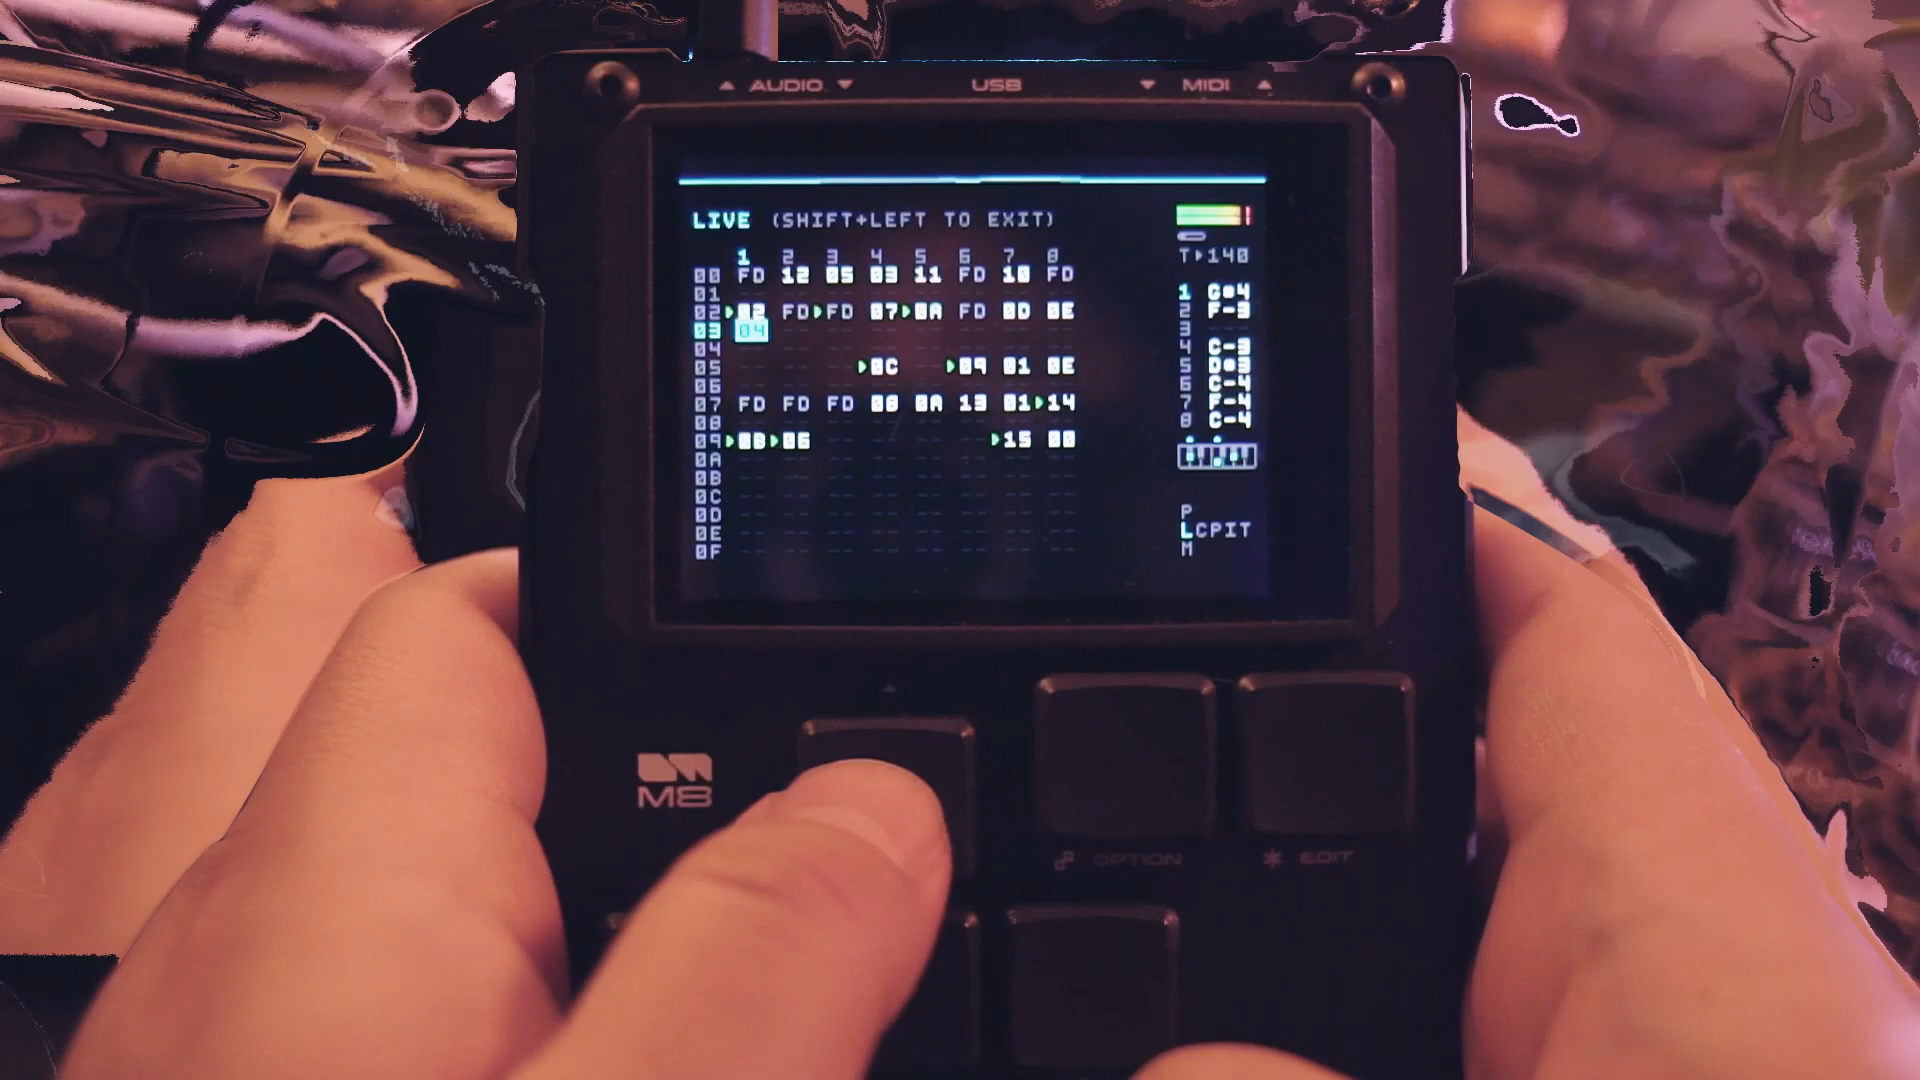 ▲ AUDIO ▼ USB ▼ MIDI ▲
LIVE (SHIFT+LEFT TO EXIT)
T▸140
1 2 3 4 5 6 7 8
00 FD 12 05 03 11 FD 10 FD
01 -- -- -- -- -- -- -- --
02 ▸02 FD ▸FD 07 ▸0A FD 0D 0E
03 04 -- -- -- -- -- -- --
04 -- -- -- -- -- -- -- --
05 -- -- -- ▸0C -- ▸09 01 0E
06 -- -- -- -- -- -- -- --
07 FD FD FD 08 0A 13 01 ▸14
08 -- -- -- -- -- -- -- --
09 ▸0B ▸06 -- -- -- -- ▸15 00
0A -- -- -- -- -- -- -- --
0B -- -- -- -- -- -- -- --
0C -- -- -- -- -- -- -- --
0D -- -- -- -- -- -- -- --
0E -- -- -- -- -- -- -- --
0F -- -- -- -- -- -- -- --
1 G#4
2 F-3
3 ---
4 C-3
5 D#3
6 C-4
7 F-4
8 C-4
P
LCPIT
M
M8
OPTION
EDIT